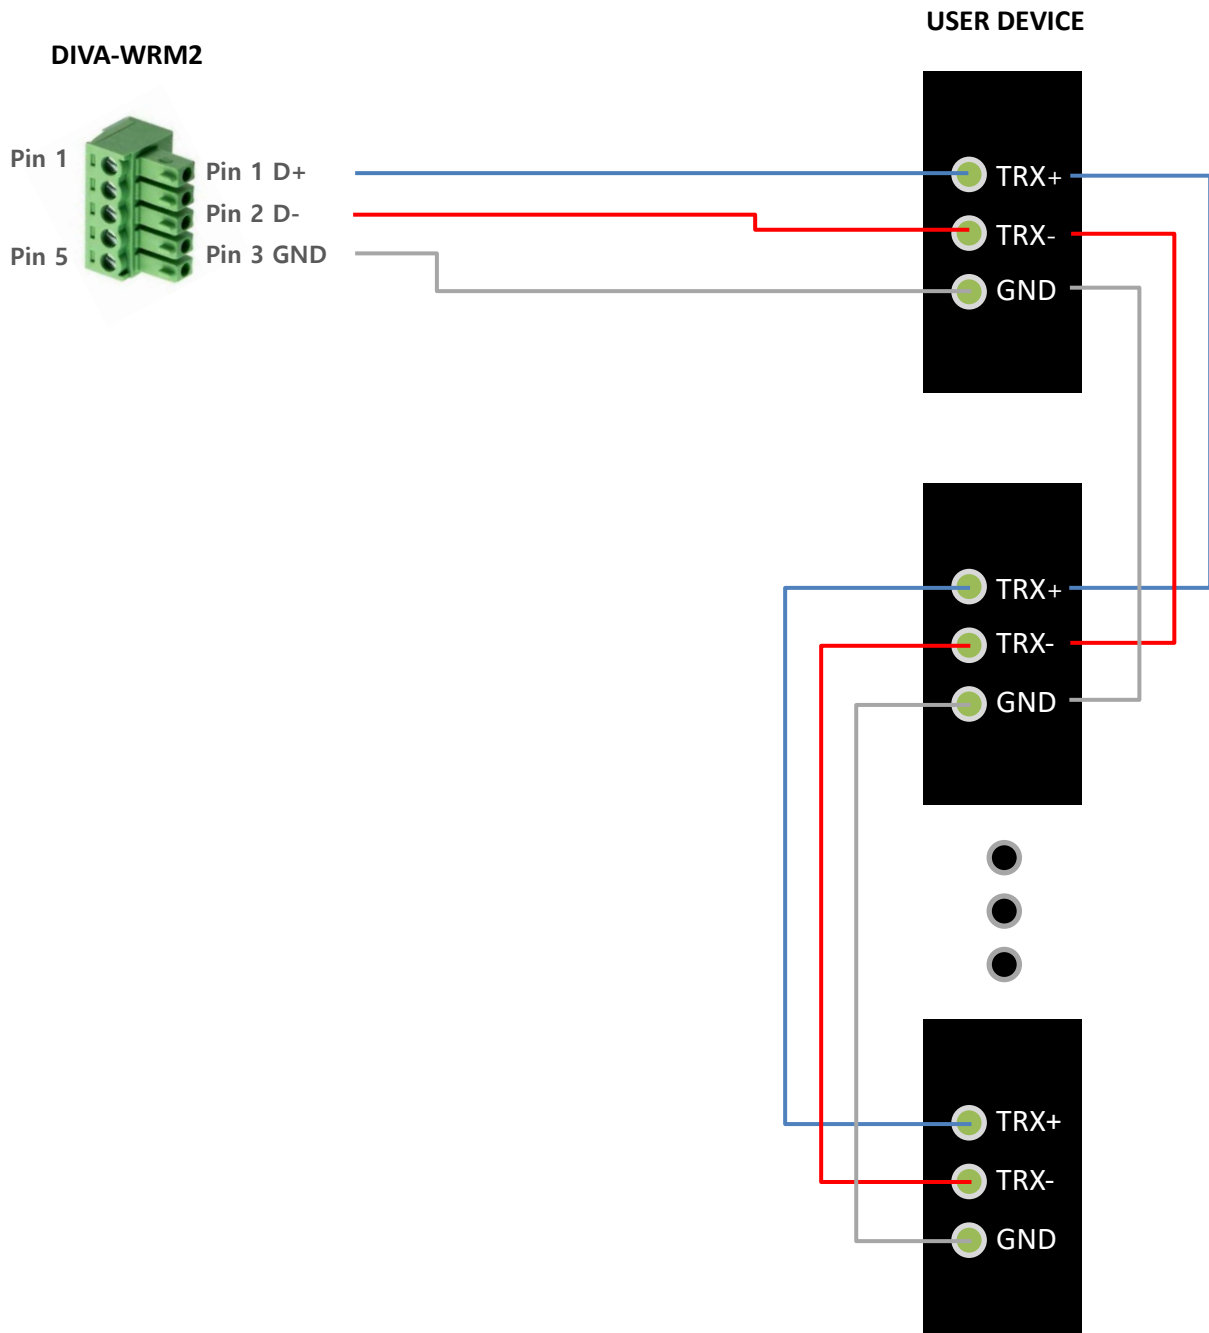 USER DEVICE
DIVA-WRM2
Pin 1
Pin 5
Pin 1 D+
Pin 2 D-
Pin 3 GND
TRX+
TRX-
GND
TRX+
TRX-
GND
TRX+
TRX-
GND